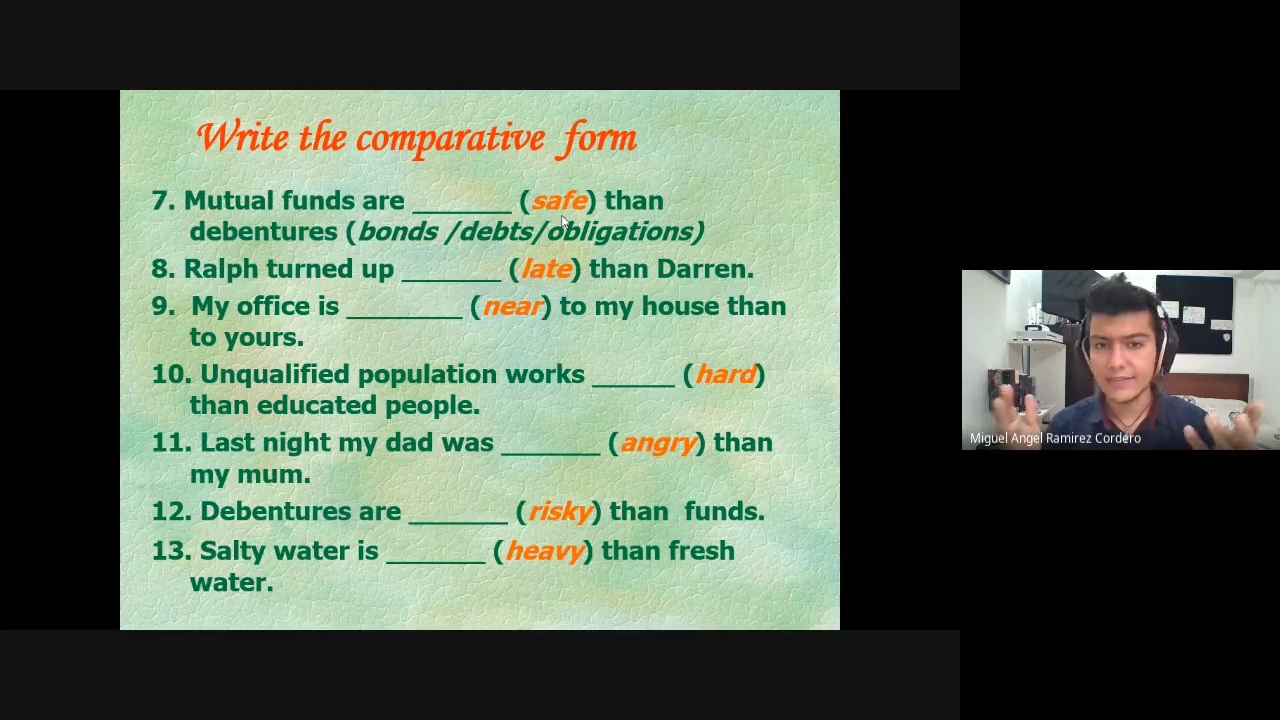 Write the comparative form
7. Mutual funds are _______ (safe) than
debentures (bonds /debts/obligations)
8. Ralph turned up _______ (late) than Darren.
9. My office is ________ (near) to my house than
to yours.
10. Unqualified population works ______ (hard)
than educated people.
11. Last night my dad was _______ (angry) than
my mum.
12. Debentures are _______ (risky) than funds.
13. Salty water is _______ (heavy) than fresh
water.
Miguel Angel Ramirez Cordero